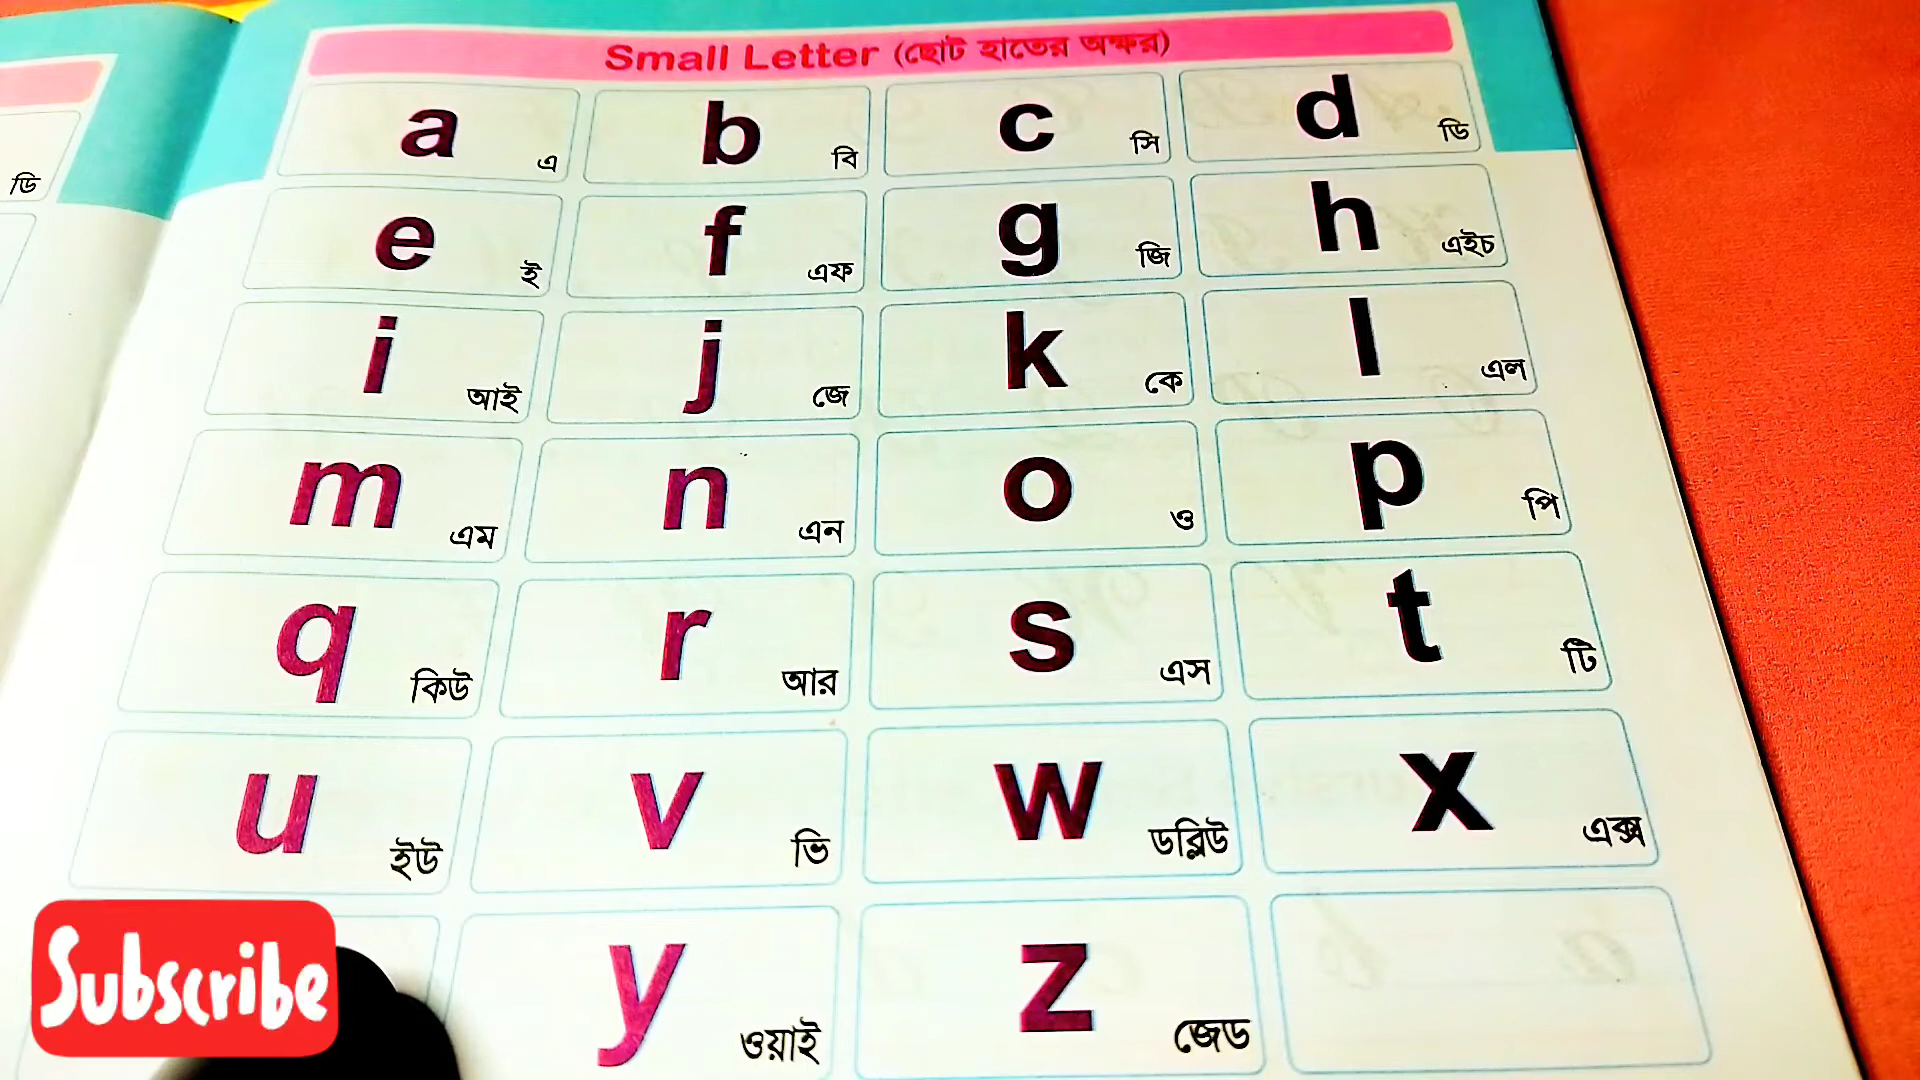 Small Letter (ছোট হাতের অক্ষর)
a এ b বি c সি d ডি
ডি
e ই f এফ g জি h এইচ
i আই j জে k কে l এল
m এম n এন o ও p পি
q কিউ r আর s এস t টি
u ইউ v ভি w ডব্লিউ x এক্স
y ওয়াই z জেড
Subscribe